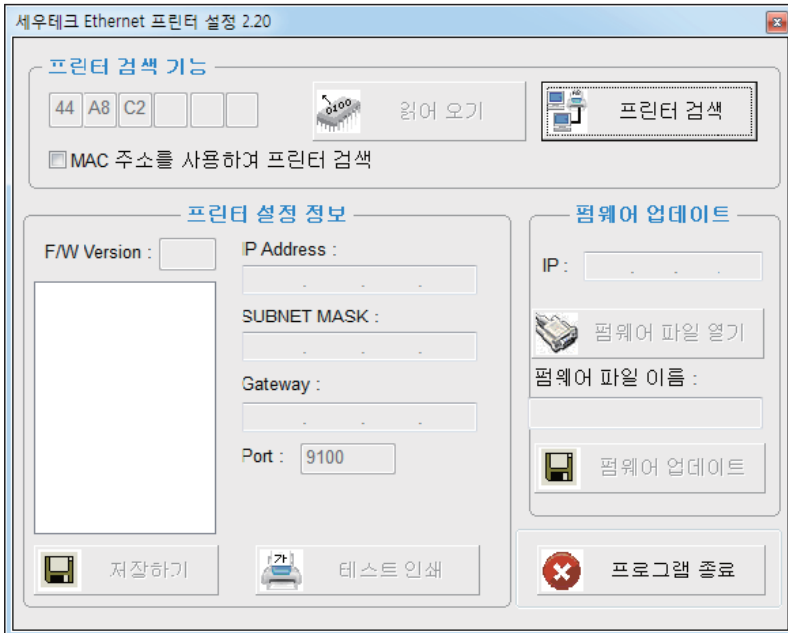 세우테크 Ethernet 프린터 설정 2.20
프린터 검색 기능
44 A8 C2
읽어 오기
프린터 검색
MAC 주소를 사용하여 프린터 검색
프린터 설정 정보
F/W Version :
IP Address :
SUBNET MASK :
Gateway :
Port : 9100
저장하기
테스트 인쇄
펌웨어 업데이트
IP :
펌웨어 파일 열기
펌웨어 파일 이름 :
펌웨어 업데이트
프로그램 종료